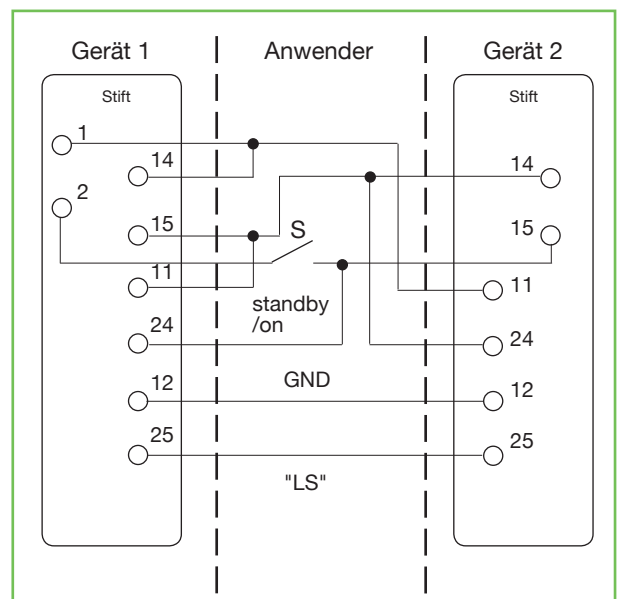 Gerät 1 Anwender Gerät 2
Stift Stift
1
14 14
2
15 S 15
11 11
standby
/on
24 24
GND
12 12
25 25
"LS"